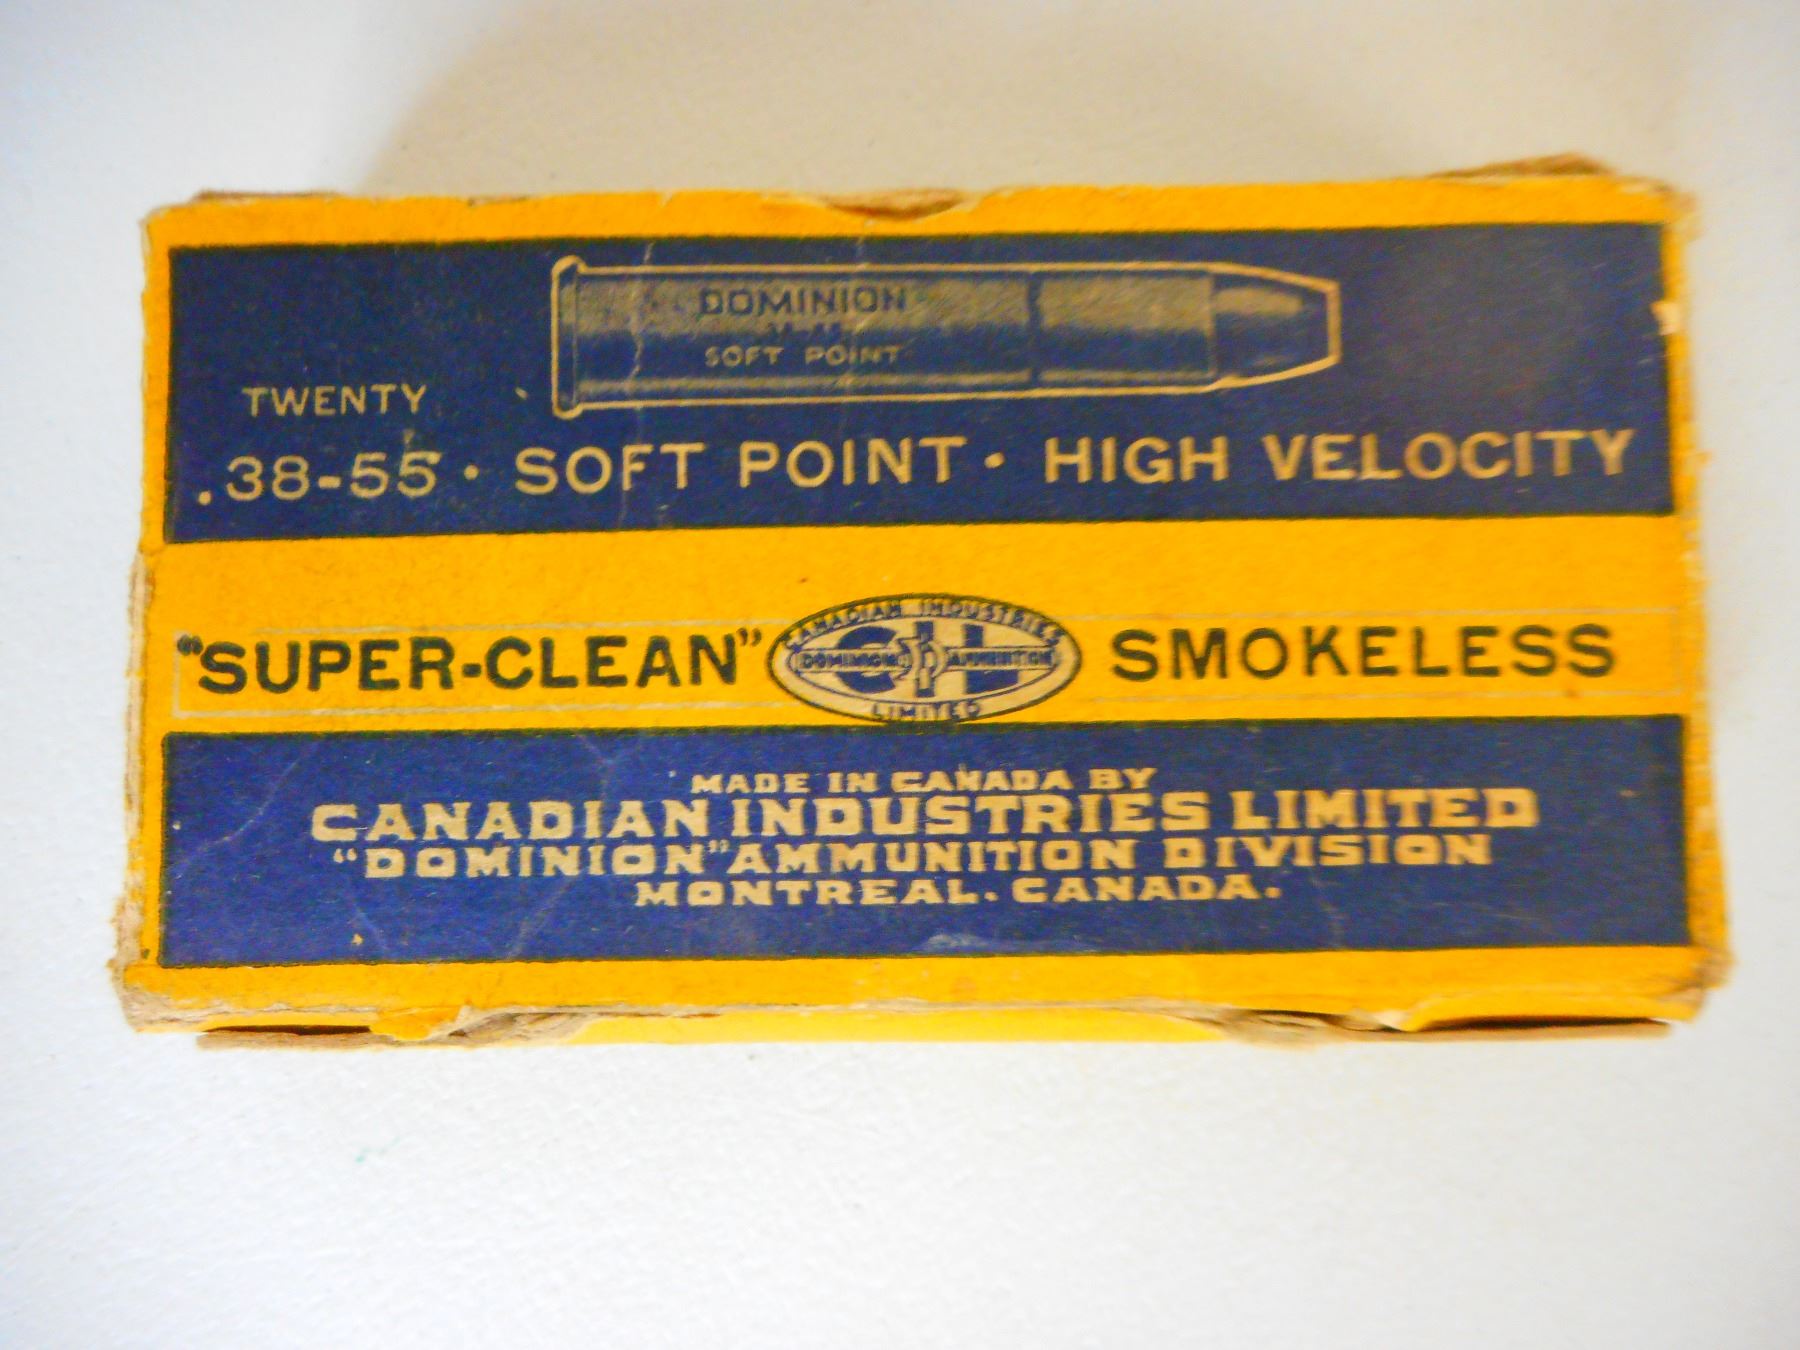 DOMINION
SOFT POINT
TWENTY
.38-55 · SOFT POINT · HIGH VELOCITY
"SUPER-CLEAN" SMOKELESS
CANADIAN INDUSTRIES
CIL
DOMINION AMMUNITION
LIMITED
MADE IN CANADA BY
CANADIAN INDUSTRIES LIMITED
"DOMINION" AMMUNITION DIVISION
MONTREAL. CANADA.